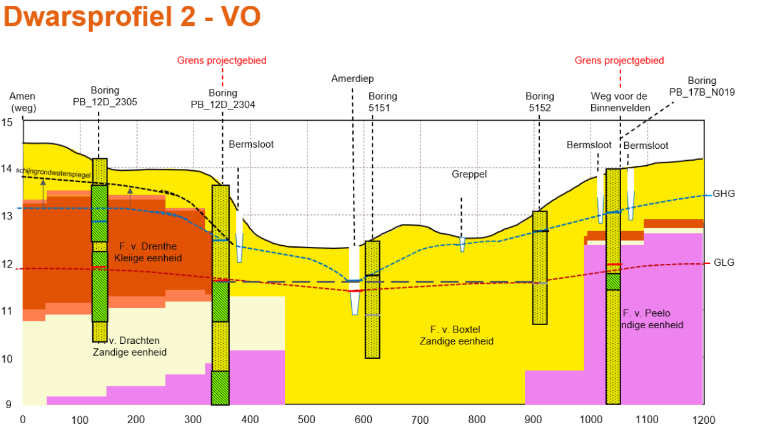 Dwarsprofiel 2 - VO
Grens projectgebied
Grens projectgebied
Amerdiep
Boring
PB_17B_N019
Amen
(weg)
Boring
PB_12D_2305
Boring
PB_12D_2304
Boring
5151
Boring
5152
Weg voor de
Binnenvelden
Bermsloot
Bermsloot
Bermsloot
Greppel
schijngrondwaterspiegel
GHG
GLG
F. v. Drenthe
Kleiige eenheid
v. Drachten
Zandige eenheid
F. v. Boxtel
Zandige eenheid
F. v. Peelo
ndige eenheid
15
14
13
12
11
10
9
0
100
200
300
400
500
600
700
800
900
1000
1100
1200